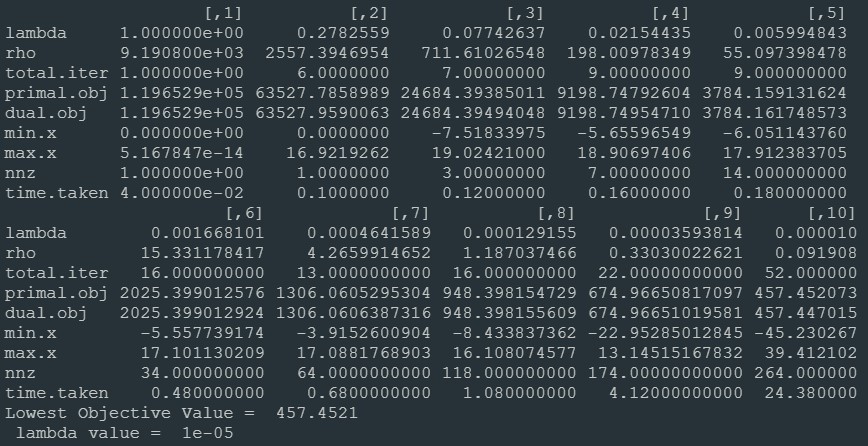 [,1] [,2] [,3] [,4] [,5]
lambda 1.000000e+00 0.2782559 0.07742637 0.02154435 0.005994843
rho 9.190800e+03 2557.3946954 711.61026548 198.00978349 55.097398478
total.iter 1.000000e+00 6.0000000 7.00000000 9.00000000 9.000000000
primal.obj 1.196529e+05 63527.7858989 24684.39385011 9198.74792604 3784.159131624
dual.obj 1.196529e+05 63527.9590063 24684.39494048 9198.74954710 3784.161748573
min.x 0.000000e+00 0.0000000 -7.51833975 -5.65596549 -6.051143760
max.x 5.167847e-14 16.9219262 19.02421000 18.90697406 17.912383705
nnz 1.000000e+00 1.0000000 3.00000000 7.00000000 14.000000000
time.taken 4.000000e-02 0.1000000 0.12000000 0.16000000 0.180000000
[,6] [,7] [,8] [,9] [,10]
lambda 0.001668101 0.0004641589 0.000129155 0.00003593814 0.000010
rho 15.331178417 4.2659914652 1.187037466 0.33030022621 0.091908
total.iter 16.000000000 13.0000000000 16.000000000 22.00000000000 52.000000
primal.obj 2025.399012576 1306.0605295304 948.398154729 674.96650817097 457.452073
dual.obj 2025.399012924 1306.0606387316 948.398155609 674.96651019581 457.447015
min.x -5.557739174 -3.9152600904 -8.433837362 -22.95285012845 -45.230267
max.x 17.101130209 17.0881768903 16.108074577 13.14515167832 39.412102
nnz 34.000000000 64.0000000000 118.000000000 174.00000000000 264.000000
time.taken 0.480000000 0.6800000000 1.080000000 4.12000000000 24.380000
Lowest Objective Value =  457.4521
lambda value =  1e-05